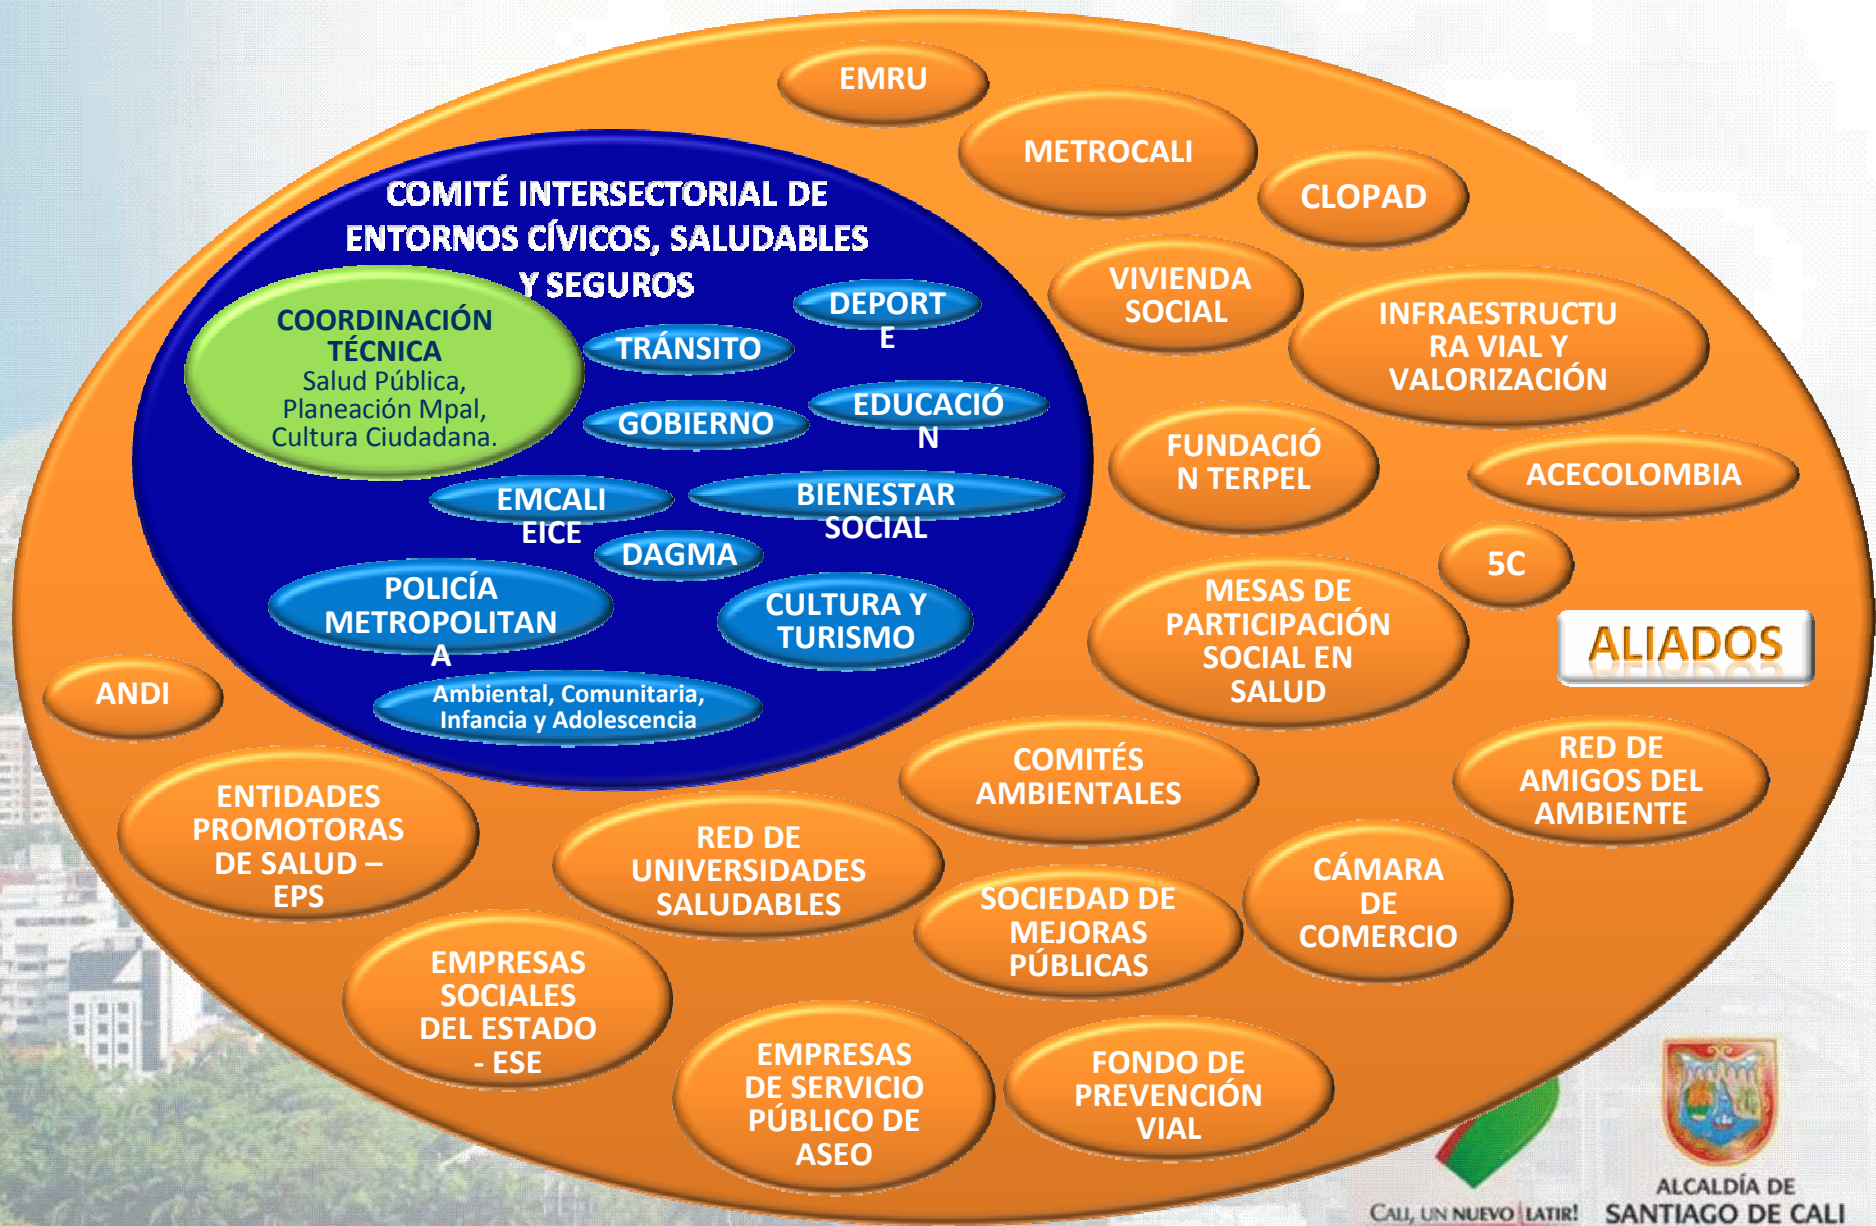 EMRU
METROCALI
CLOPAD
COMITÉ INTERSECTORIAL DE
ENTORNOS CÍVICOS, SALUDABLES
Y SEGUROS
COORDINACIÓN
TÉCNICA
Salud Pública,
Planeación Mpal,
Cultura Ciudadana.
DEPORT
E
TRÁNSITO
EDUCACIÓ
N
GOBIERNO
EMCALI
EICE
BIENESTAR
SOCIAL
DAGMA
POLICÍA
METROPOLITAN
A
CULTURA Y
TURISMO
Ambiental, Comunitaria,
Infancia y Adolescencia
VIVIENDA
SOCIAL
INFRAESTRUCTU
RA VIAL Y
VALORIZACIÓN
FUNDACIÓ
N TERPEL
ACECOLOMBIA
5C
MESAS DE
PARTICIPACIÓN
SOCIAL EN
SALUD
ALIADOS
ANDI
COMITÉS
AMBIENTALES
RED DE
AMIGOS DEL
AMBIENTE
ENTIDADES
PROMOTORAS
DE SALUD –
EPS
RED DE
UNIVERSIDADES
SALUDABLES
SOCIEDAD DE
MEJORAS
PÚBLICAS
CÁMARA
DE
COMERCIO
EMPRESAS
SOCIALES
DEL ESTADO
- ESE
EMPRESAS
DE SERVICIO
PÚBLICO DE
ASEO
FONDO DE
PREVENCIÓN
VIAL
CALI, UN NUEVO LATIR!
ALCALDÍA DE
SANTIAGO DE CALI